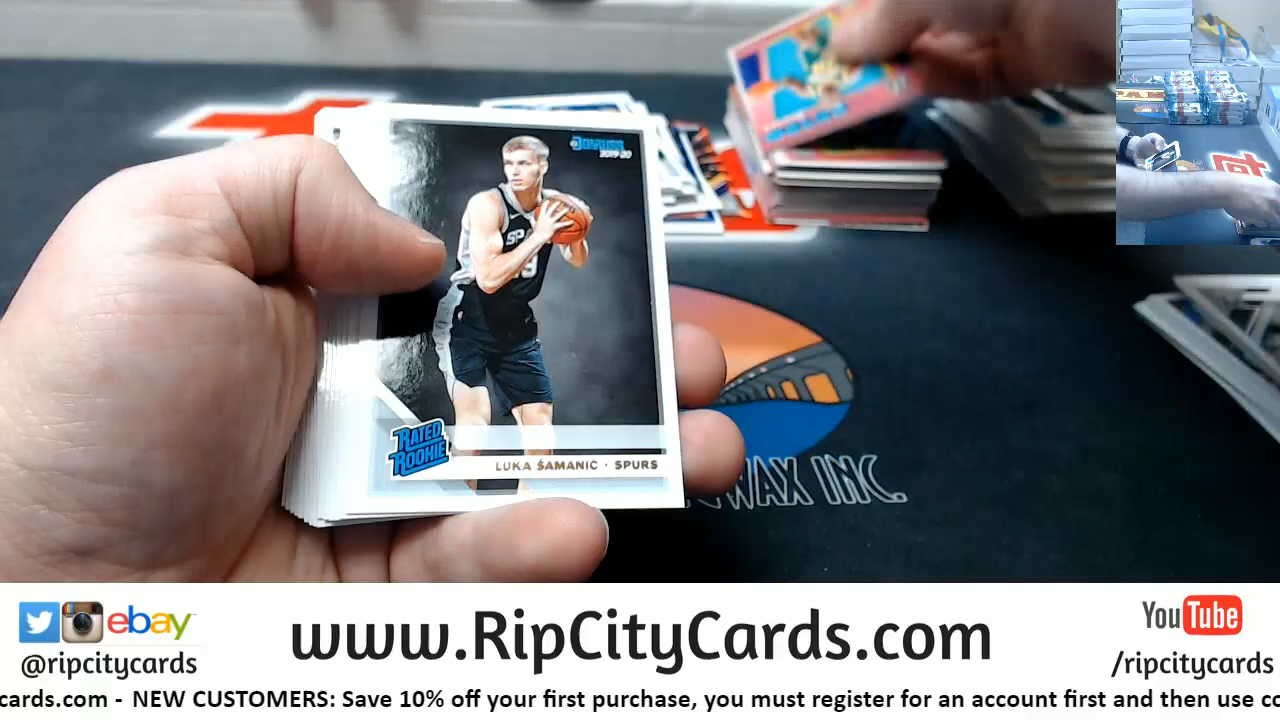 DONRUSS
2019-20
SP
RATED
ROOKIE
LUKA ŠAMANIĆ · SPURS
WAX INC.
ebay
www.RipCityCards.com
YouTube
@ripcitycards
/ripcitycards
cards.com - NEW CUSTOMERS: Save 10% off your first purchase, you must register for an account first and then use co